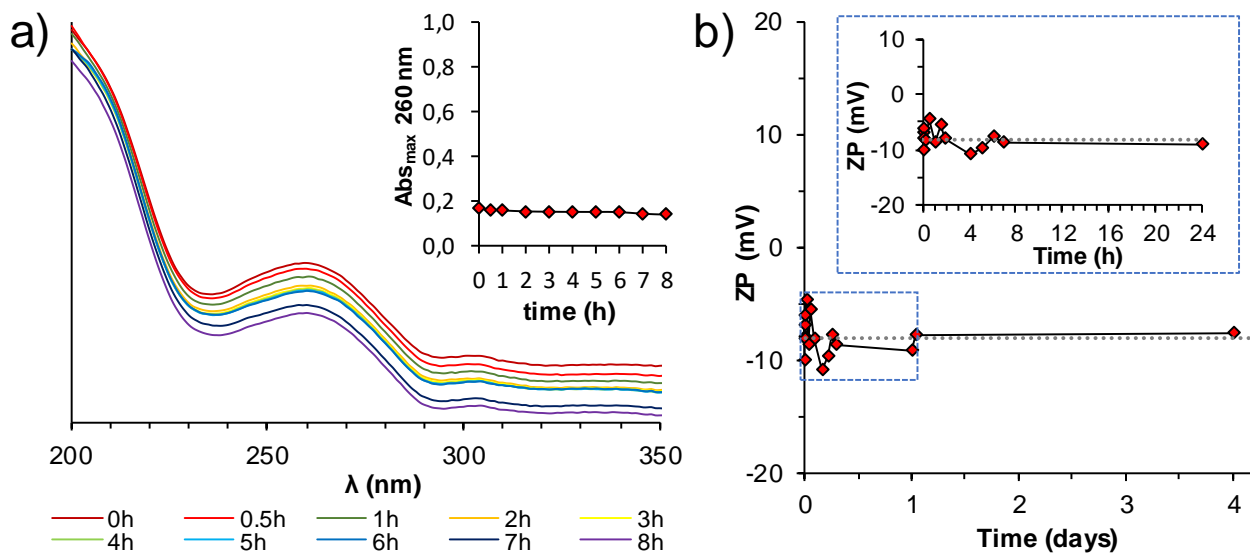 a)
Abs_max 260 nm
1,0
0,8
0,6
0,4
0,2
0,0
0 1 2 3 4 5 6 7 8
time (h)
200 250 300 350
λ (nm)
0h 0.5h 1h 2h 3h
4h 5h 6h 7h 8h
b)
ZP (mV)
20
10
0
-10
-20
0 1 2 3 4
Time (days)
ZP (mV)
10
0
-10
-20
0 4 8 12 16 20 24
Time (h)